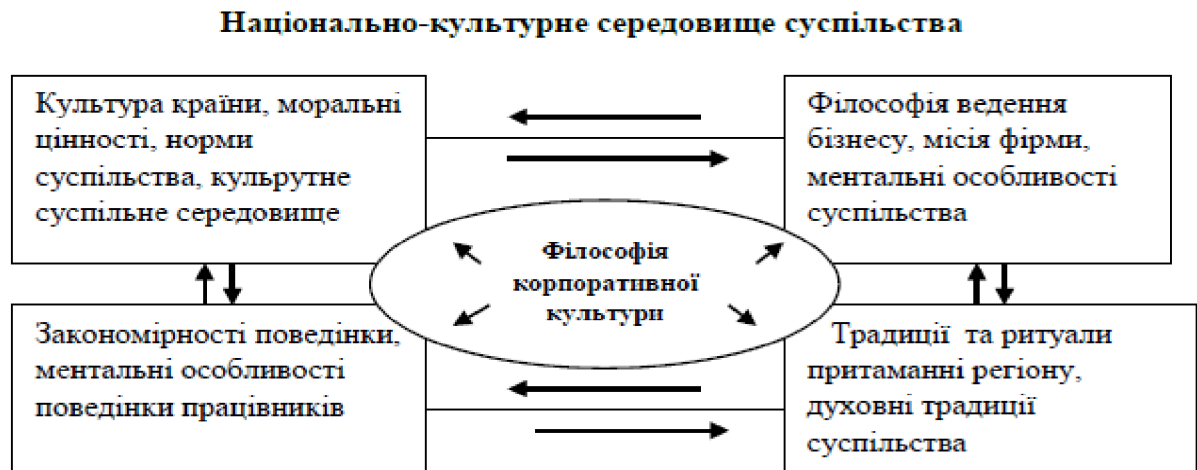 Національно-культурне середовище суспільства
Культура країни, моральні
цінності, норми
суспільства, кульрутне
суспільне середовище
Філософія ведення
бізнесу, місія фірми,
ментальні особливості
суспільства
Філософія
корпоративної
культури
Закономірності поведінки,
ментальні особливості
поведінки працівників
Традиції та ритуали
притаманні регіону,
духовні традиції
суспільства